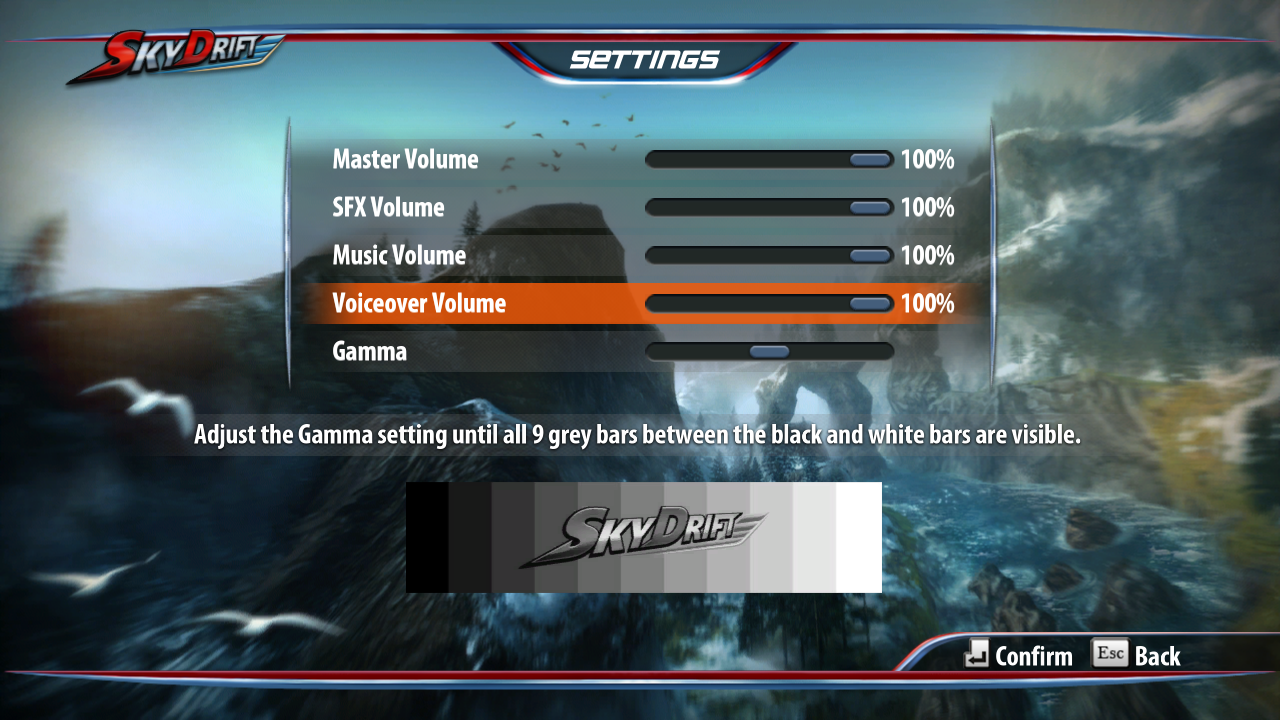 SKYDRIFT
SETTINGS
Master Volume 100%
SFX Volume 100%
Music Volume 100%
Voiceover Volume 100%
Gamma
Adjust the Gamma setting until all 9 grey bars between the black and white bars are visible.
SKYDRIFT
Confirm Esc Back